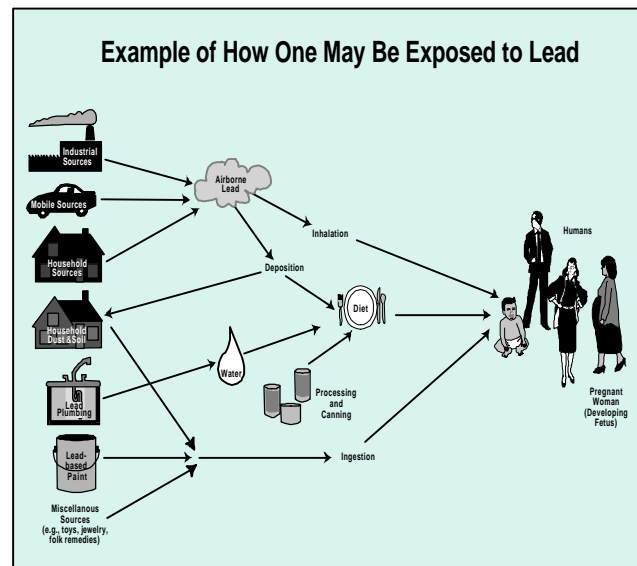 Example of How One May Be Exposed to Lead
Industrial
Sources
Airborne
Lead
Mobile Sources
Inhalation
Humans
Household
Sources
Deposition
Household
Dust &Soil
Diet
Water
Lead Plumbing
Processing
and
Canning
Pregnant
Woman
(Developing
Fetus)
Lead-
based
Paint
Ingestion
Miscellanous
Sources
(e.g., toys, jewelry,
folk remedies)